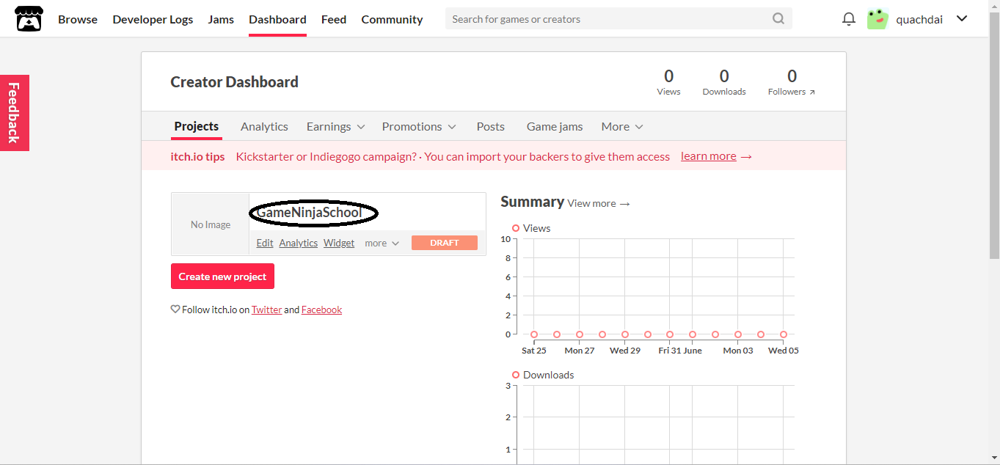 Browse Developer Logs Jams Dashboard Feed Community Search for games or creators quachdai
Feedback
Creator Dashboard
0 Views
0 Downloads
0 Followers ↗
Projects Analytics Earnings Promotions Posts Game jams More
itch.io tips Kickstarter or Indiegogo campaign? · You can import your backers to give them access learn more →
No Image
GameNinjaSchool
Edit Analytics Widget more DRAFT
Create new project
Follow itch.io on Twitter and Facebook
Summary View more →
Views
10
8
6
4
2
0
Sat 25 Mon 27 Wed 29 Fri 31 June Mon 03 Wed 05
Downloads
3
2
1